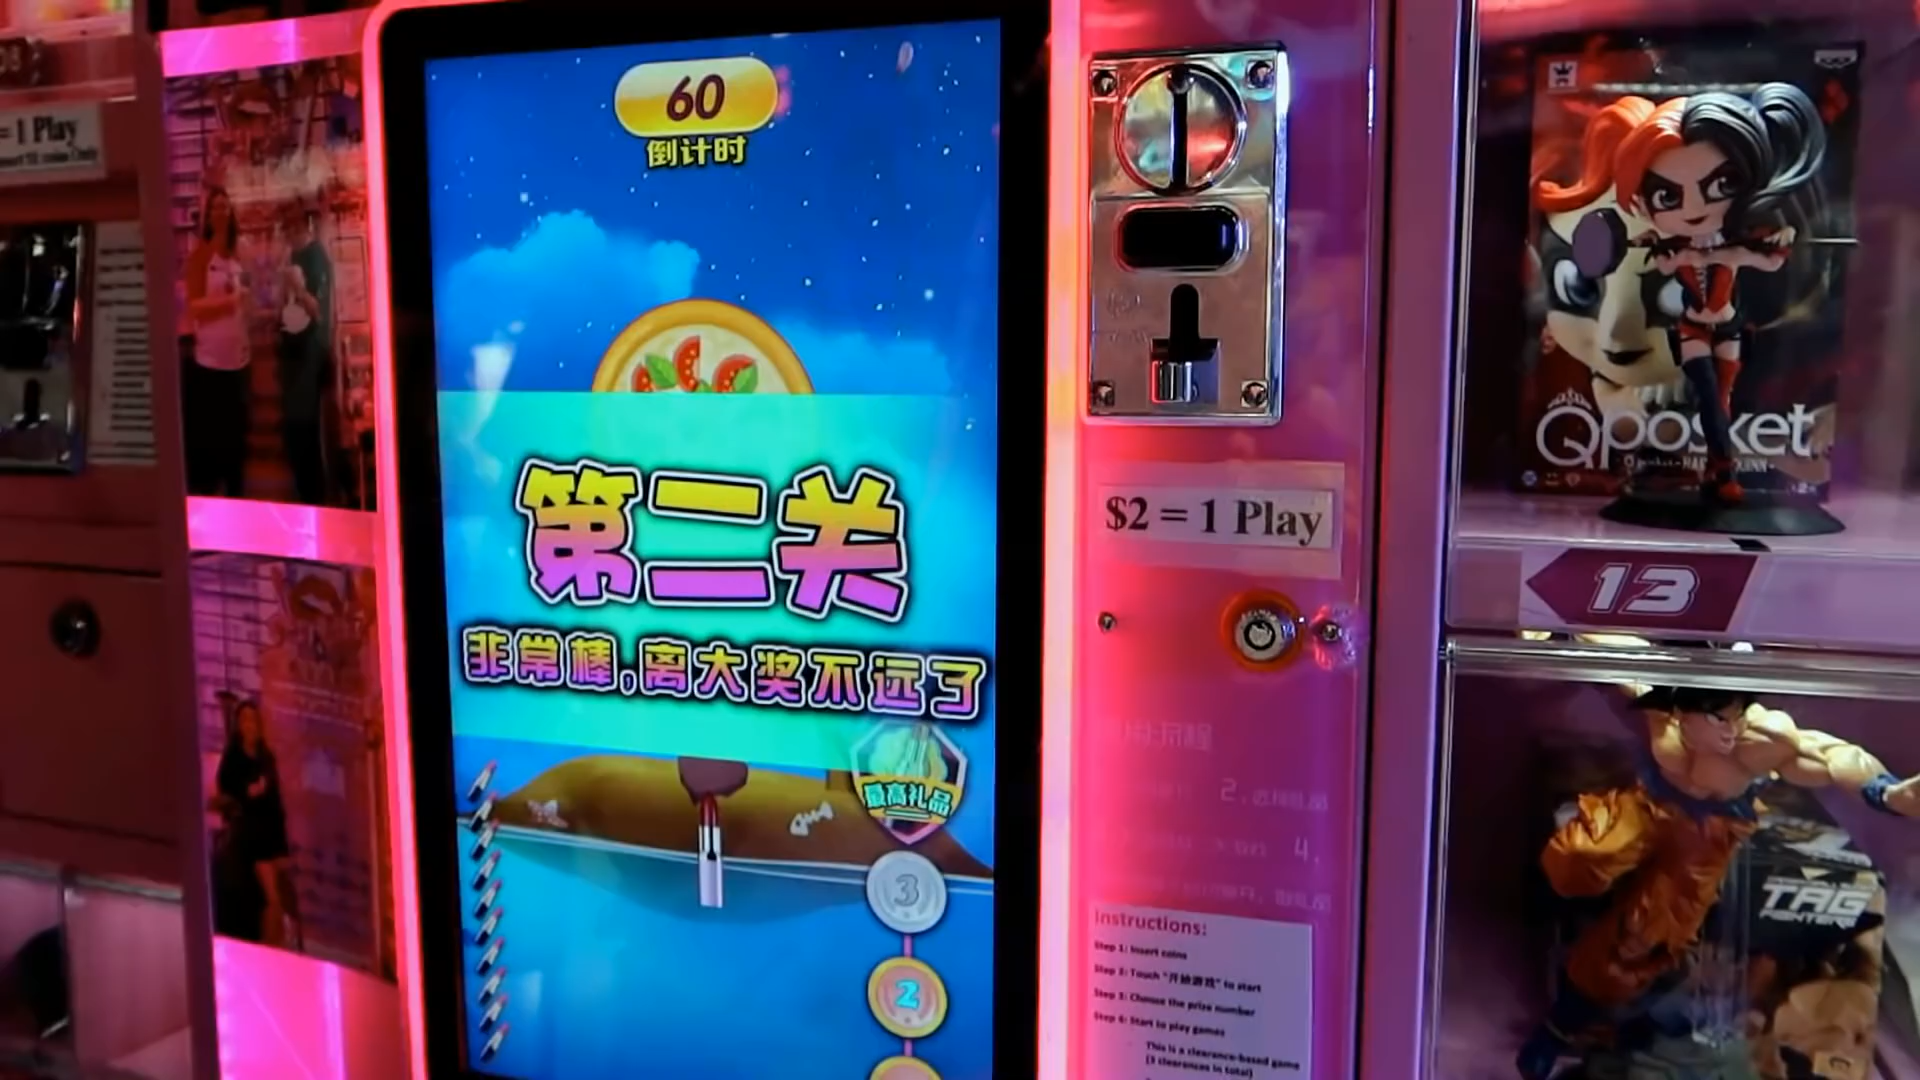 = 1 Play
60
倒计时
第二关
非常棒,离大奖不远了
最高礼品
3
2
$2 = 1 Play
2.
4.
Instructions:
Step 1: Insert coins
Step 2: Touch "开始游戏" to start
Step 3: Choose the prize number
Step 4: Start to play games
This is a clearance-based game
(3 clearances in total)
Qposket
13
TAG
FIGHTERS